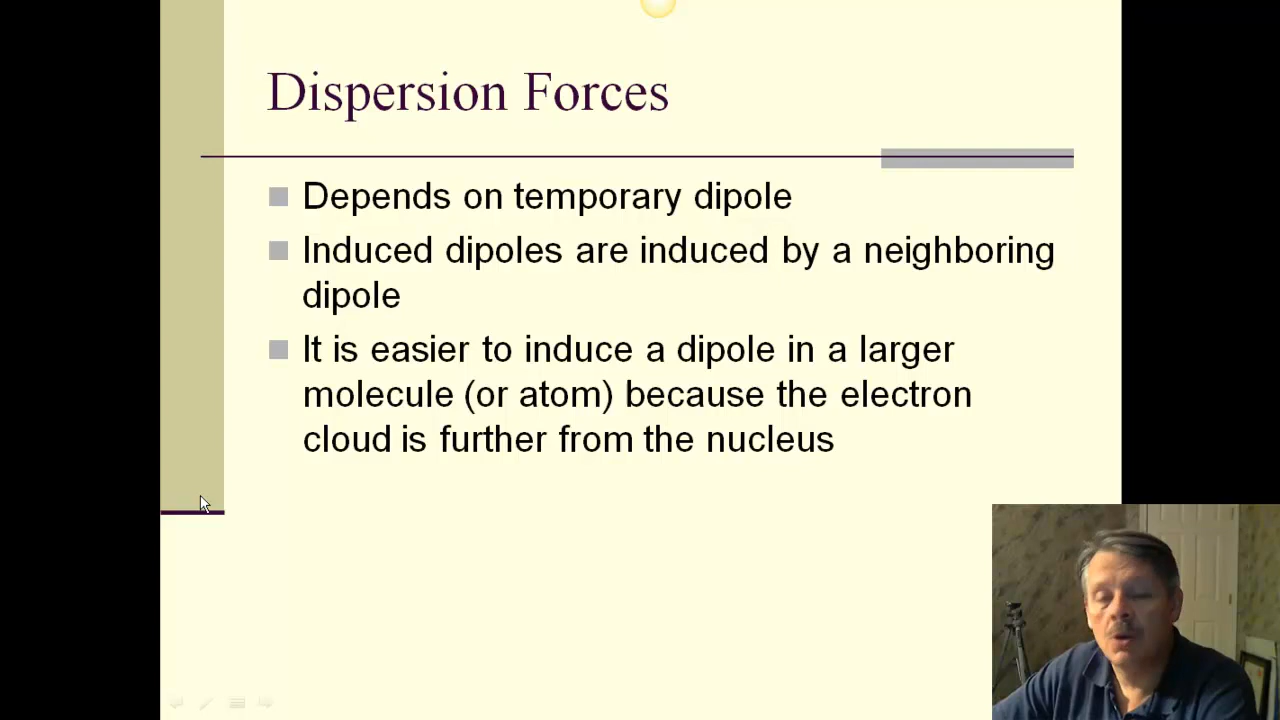 Dispersion Forces
Depends on temporary dipole
Induced dipoles are induced by a neighboring
dipole
It is easier to induce a dipole in a larger
molecule (or atom) because the electron
cloud is further from the nucleus